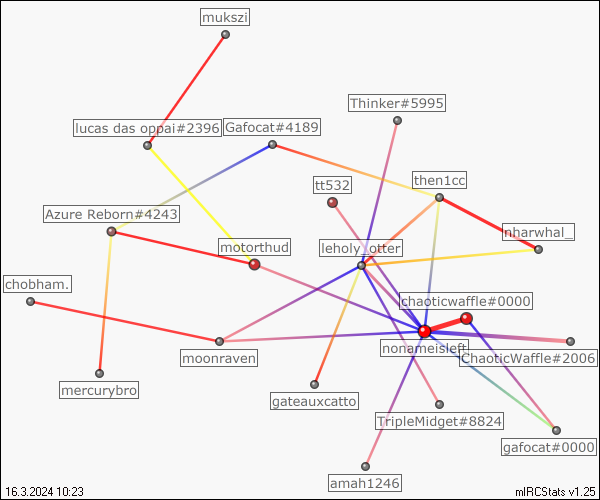 mukszi
Thinker#5995
lucas das oppai#2396
Gafocat#4189
then1cc
tt532
Azure Reborn#4243
nharwhal_
motorthud
leholy_otter
chobham.
chaoticwaffle#0000
nonameisleft
moonraven
ChaoticWaffle#2006
mercurybro
gateauxcatto
TripleMidget#8824
gafocat#0000
amah1246
16.3.2024 10:23
mIRCStats v1.25